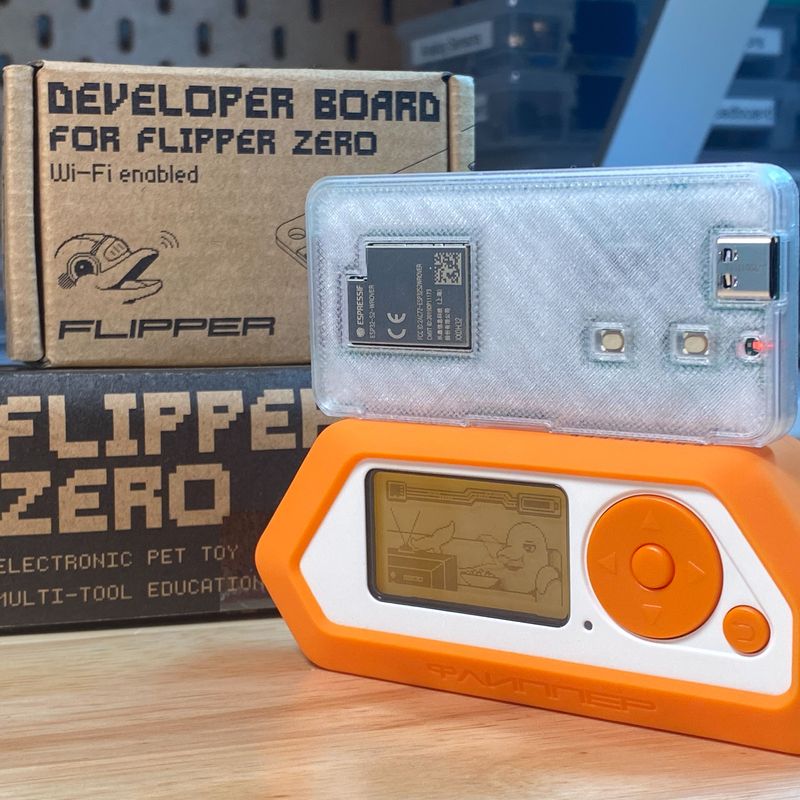 DEVELOPER BOARD
FOR FLIPPER ZERO
Wi-Fi enabled
FLIPPER
FLIPPER
ZERO
ELECTRONIC PET TOY
MULTI-TOOL EDUCATION
ESPRESSIF
ESP32-S2-WROVER
CE
ФЛИППЕР